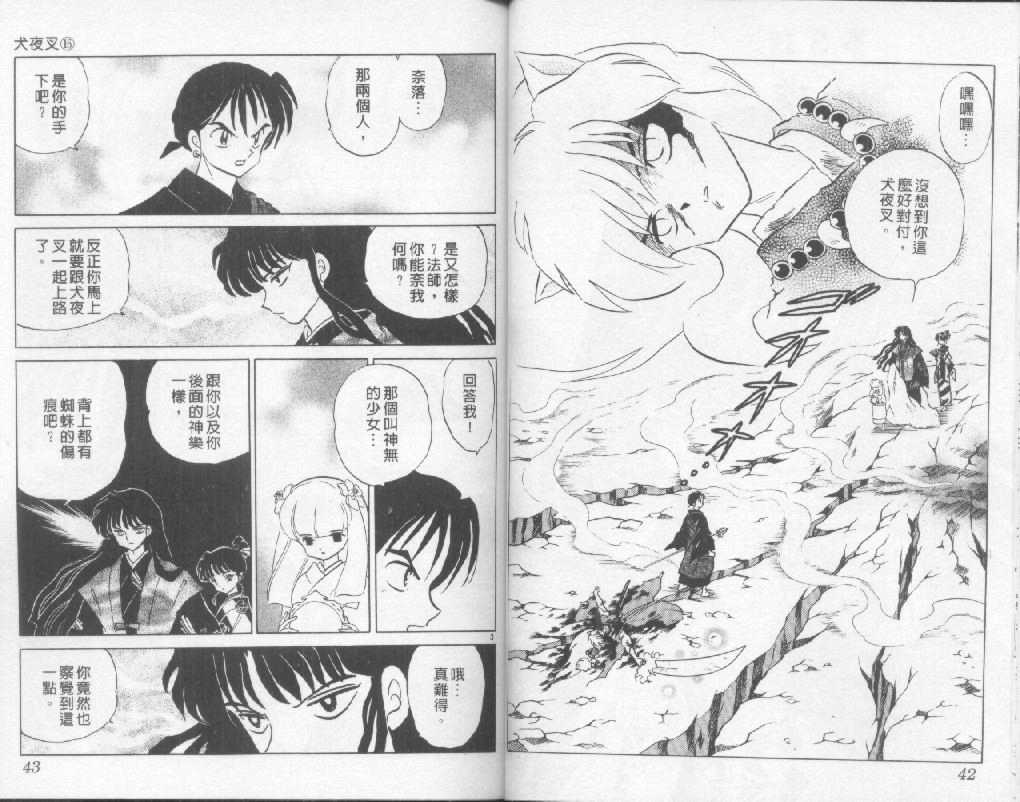 嘿嘿嘿…
沒想到你這
麼好對付，
犬夜叉。
42
犬夜叉⑮
奈落…
那兩個人，
是你的手
下吧？
是又怎樣
？法師，
你能奈我
何嗎？
反正你馬上
就要跟犬夜
叉一起上路
了。
回答我！
那個叫神無
的少女…
跟你以及你
後面的神樂
一樣，
背上都有
蜘蛛的傷
痕吧？
3
哦…
真難得。
你竟然也
察覺到這
一點。
43